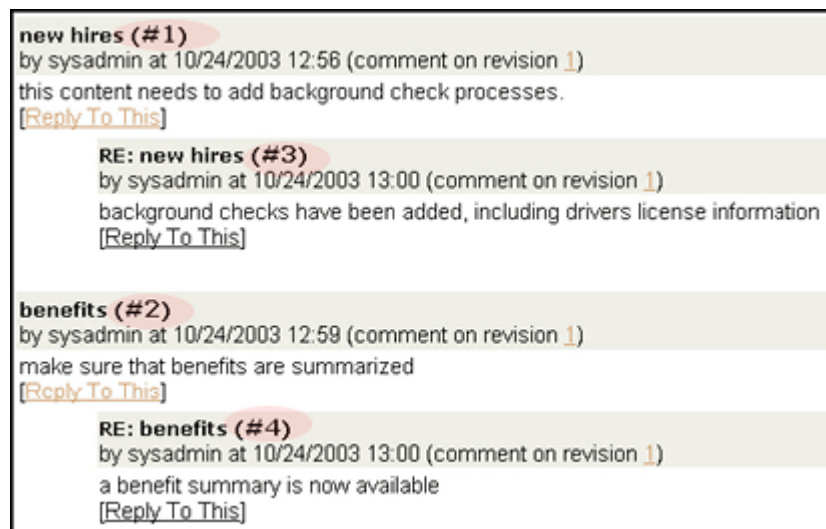 new hires (#1)
by sysadmin at 10/24/2003 12:56 (comment on revision 1)
this content needs to add background check processes.
[Reply To This]
RE: new hires (#3)
by sysadmin at 10/24/2003 13:00 (comment on revision 1)
background checks have been added, including drivers license information
[Reply To This]
benefits (#2)
by sysadmin at 10/24/2003 12:59 (comment on revision 1)
make sure that benefits are summarized
[Reply To This]
RE: benefits (#4)
by sysadmin at 10/24/2003 13:00 (comment on revision 1)
a benefit summary is now available
[Reply To This]